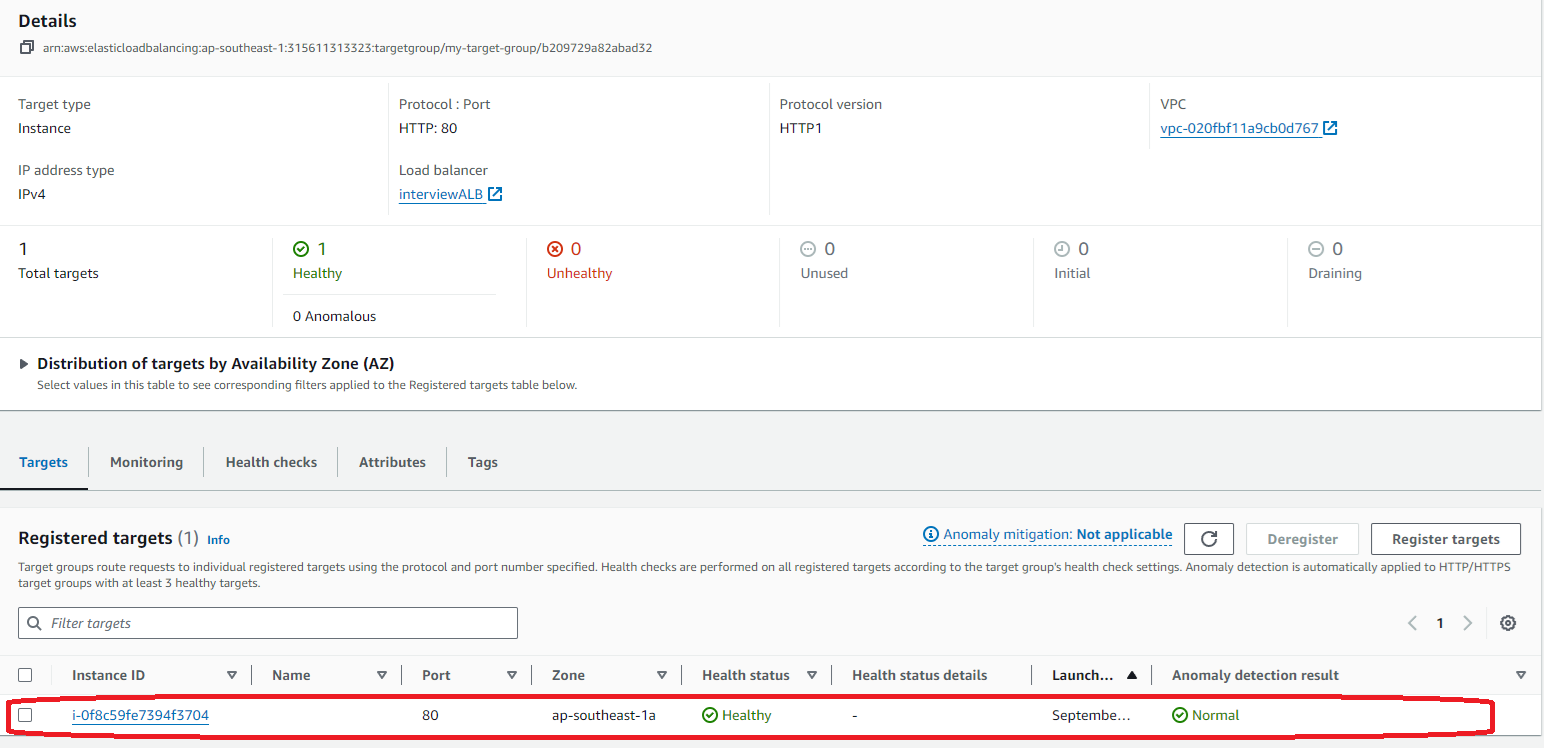 Details
arn:aws:elasticloadbalancing:ap-southeast-1:315611313323:targetgroup/my-target-group/b209729a82abad32
Target type
Instance
Protocol : Port
HTTP: 80
Protocol version
HTTP1
VPC
vpc-020fbf11a9cb0d767
IP address type
IPv4
Load balancer
interviewALB
1
Total targets
1
Healthy
0 Anomalous
0
Unhealthy
0
Unused
0
Initial
0
Draining
Distribution of targets by Availability Zone (AZ)
Select values in this table to see corresponding filters applied to the Registered targets table below.
Targets Monitoring Health checks Attributes Tags
Registered targets (1) Info
Anomaly mitigation: Not applicable
Deregister
Register targets
Target groups route requests to individual registered targets using the protocol and port number specified. Health checks are performed on all registered targets according to the target group's health check settings. Anomaly detection is automatically applied to HTTP/HTTPS
target groups with at least 3 healthy targets.
Filter targets
1
Instance ID Name Port Zone Health status Health status details Launch... Anomaly detection result
i-0f8c59fe7394f3704 80 ap-southeast-1a Healthy - Septembe... Normal